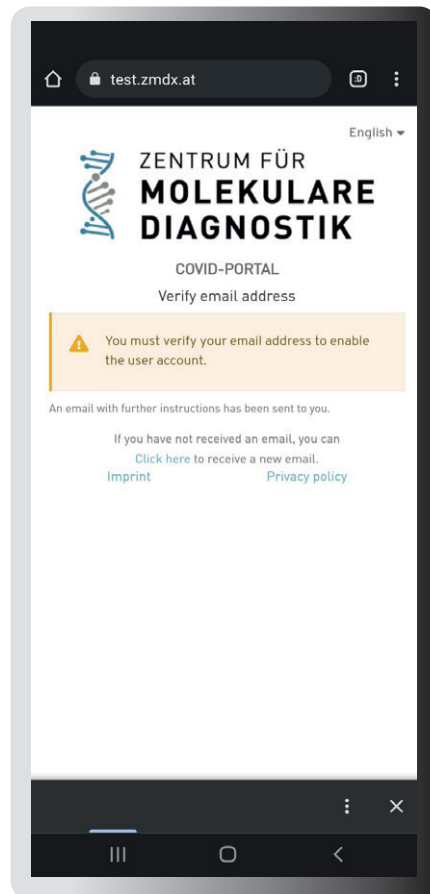 test.zmdx.at
:D
English
ZENTRUM FÜR
MOLEKULARE
DIAGNOSTIK
COVID-PORTAL
Verify email address
You must verify your email address to enable
the user account.
An email with further instructions has been sent to you.
If you have not received an email, you can
Click here to receive a new email.
Imprint Privacy policy